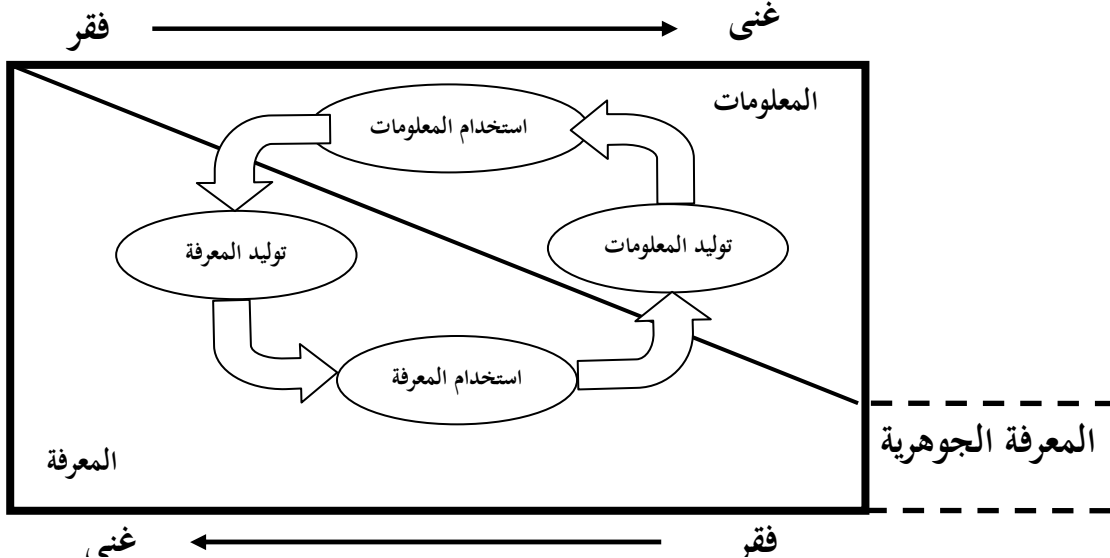 غنى
فقر
المعلومات
استخدام المعلومات
توليد المعلومات
توليد المعرفة
استخدام المعرفة
المعرفة الجوهرية
المعرفة
فقر
غنى